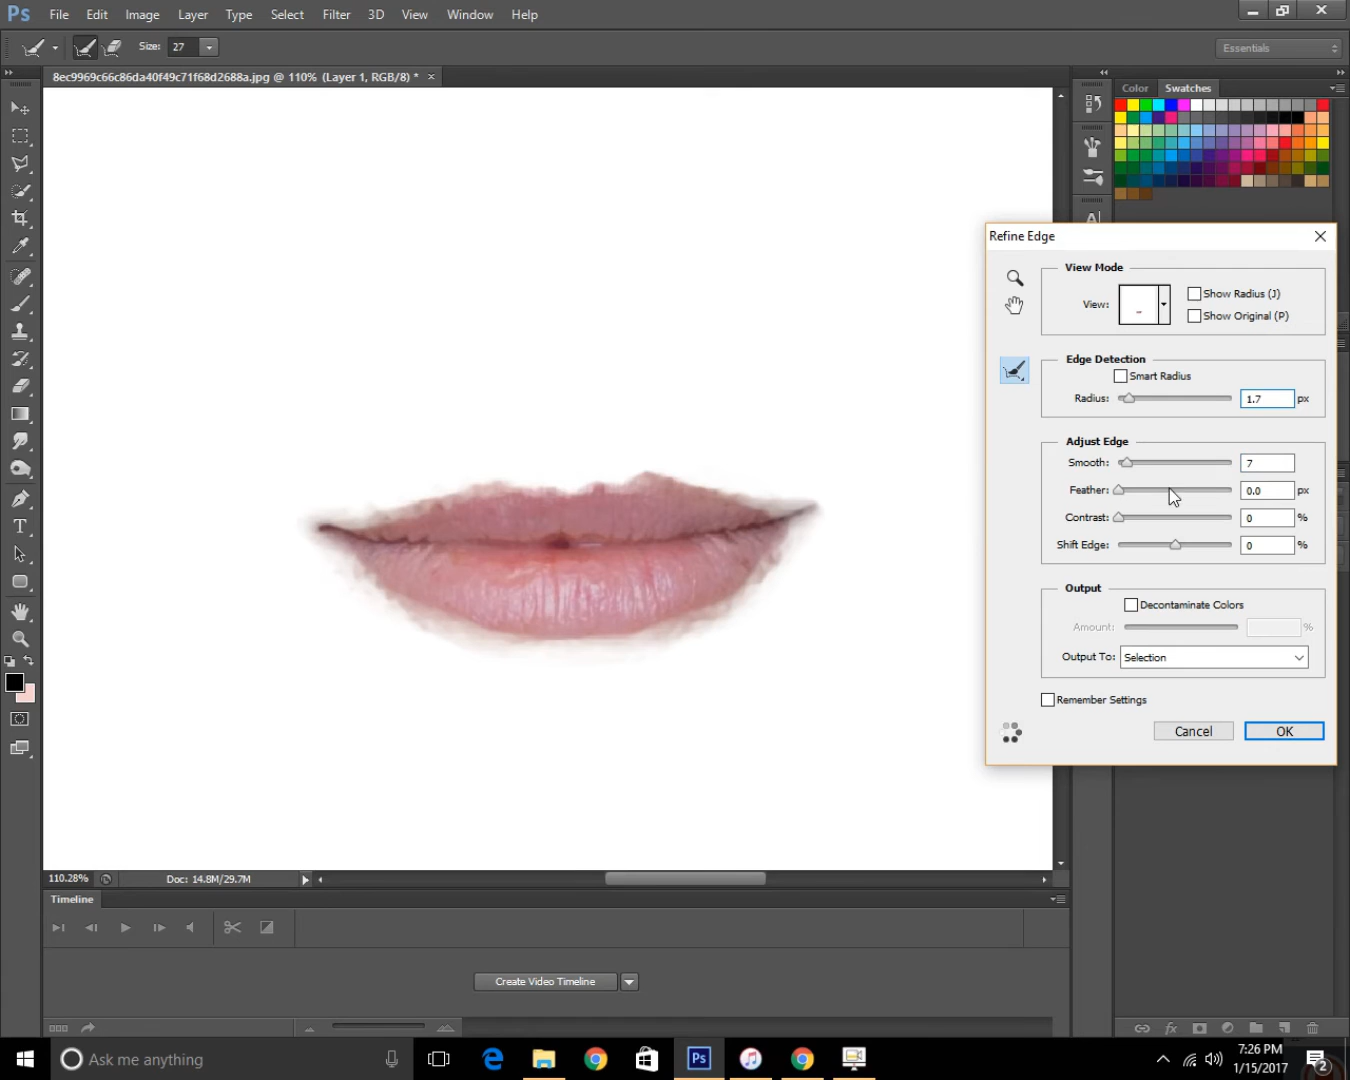 Ps File Edit Image Layer Type Select Filter 3D View Window Help
Size: 27 Essentials
8ec9969c66c86da40f49c71f68d2688a.jpg @ 110% (Layer 1, RGB/8) *
Color Swatches
Refine Edge
View Mode
View: Show Radius (J)
Show Original (P)
Edge Detection
Smart Radius
Radius: 1.7 px
Adjust Edge
Smooth: 7
Feather: 0.0 px
Contrast: 0 %
Shift Edge: 0 %
Output
Decontaminate Colors
Amount: %
Output To: Selection
Remember Settings
Cancel OK
110.28% Doc: 14.8M/29.7M
Timeline
Create Video Timeline
fx
Ask me anything
Ps
7:26 PM
1/15/2017
2